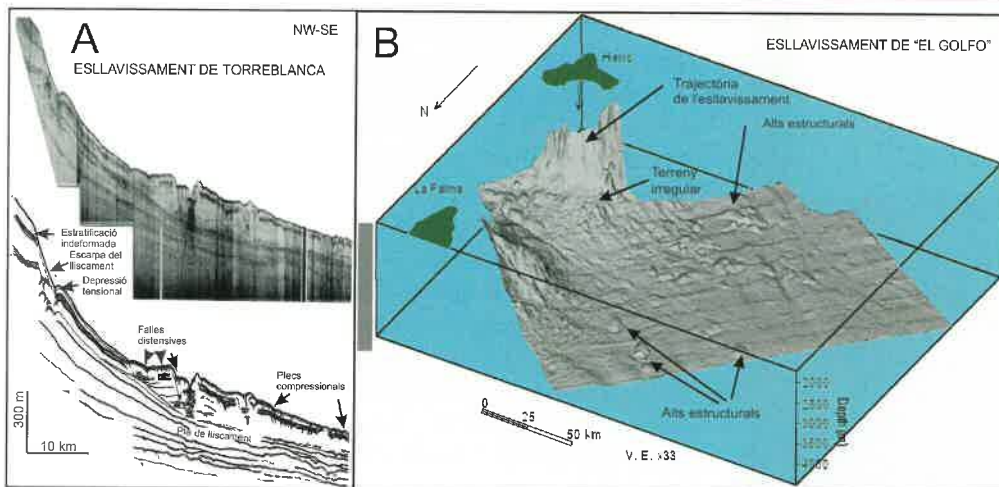 A
NW-SE
ESLLAVISSAMENT DE TORREBLANCA
Estratificació
indeformada
Escarpa del
lliscament
Depressió
tensional
Falles
distensives
Plecs
compressionals
Pla de lliscament
300 m
10 km
B
ESLLAVISSAMENT DE "EL GOLFO"
Hierro
N
Trajectòria
de l'esllavissament
Alts estructurals
Terreny
irregular
La Palma
Alts estructurals
0
25
50 km
V. E. x33
Depth (m)